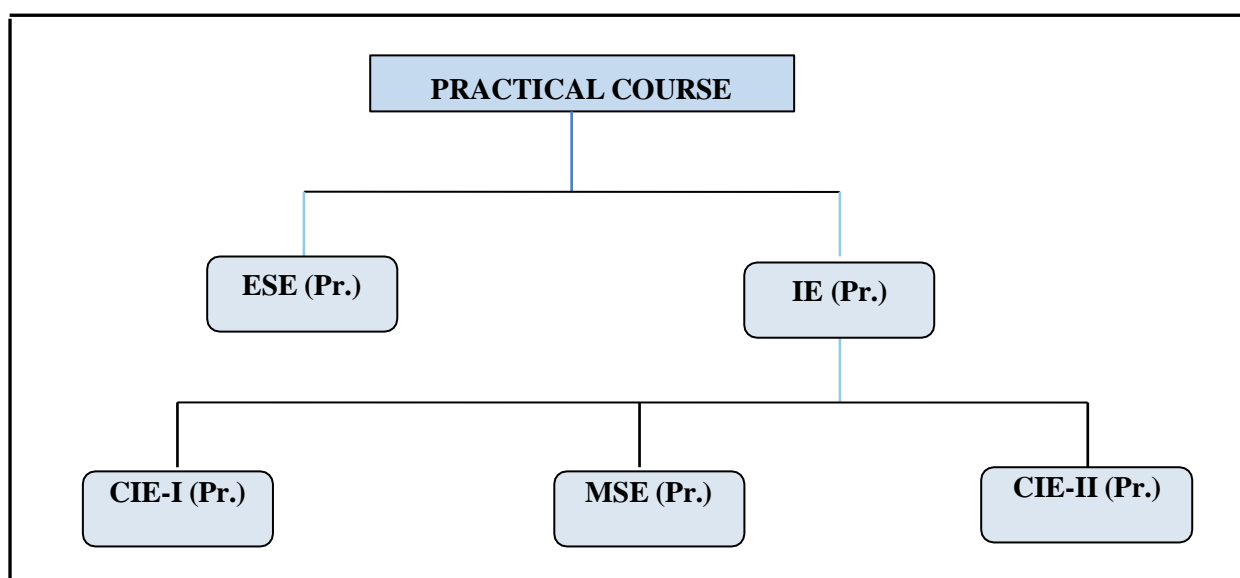 PRACTICAL COURSE
ESE (Pr.)
IE (Pr.)
CIE-I (Pr.)
MSE (Pr.)
CIE-II (Pr.)